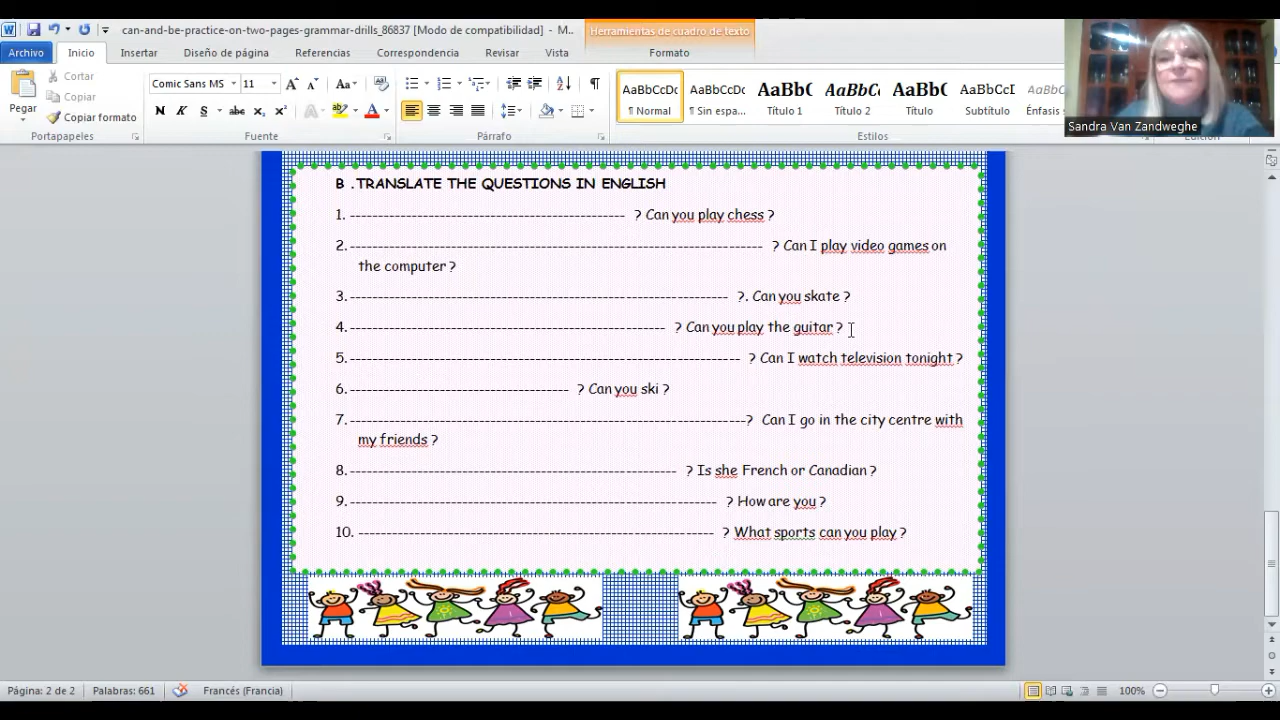 can-and-be-practice-on-two-pages-grammar-drills_86837 [Modo de compatibilidad] - M...
Herramientas de cuadro de texto
Archivo Inicio Insertar Diseño de página Referencias Correspondencia Revisar Vista Formato
Cortar
Copiar
Copiar formato
Pegar
Comic Sans MS 11
N K S abc x₂ x² A A
AaBbCcDc AaBbCcDc AaBbC AaBbCc AaBbC AaBbCcI AaBbCc
¶ Normal ¶ Sin espa... Título 1 Título 2 Título Subtítulo Énfasis
Portapapeles Fuente Párrafo Estilos
Sandra Van Zandweghe
B .TRANSLATE THE QUESTIONS IN ENGLISH
1. ------------------------------------------------ ? Can you play chess ?
2. ------------------------------------------------------------------------ ? Can I play video games on
the computer ?
3. ------------------------------------------------------------------ ?. Can you skate ?
4. ------------------------------------------------------- ? Can you play the guitar ?
5. -------------------------------------------------------------------- ? Can I watch television tonight ?
6. -------------------------------------- ? Can you ski ?
7. ---------------------------------------------------------------------? Can I go in the city centre with
my friends ?
8. --------------------------------------------------------- ? Is she French or Canadian ?
9. ---------------------------------------------------------------- ? How are you ?
10. -------------------------------------------------------------- ? What sports can you play ?
Página: 2 de 2 Palabras: 661 Francés (Francia) 100%